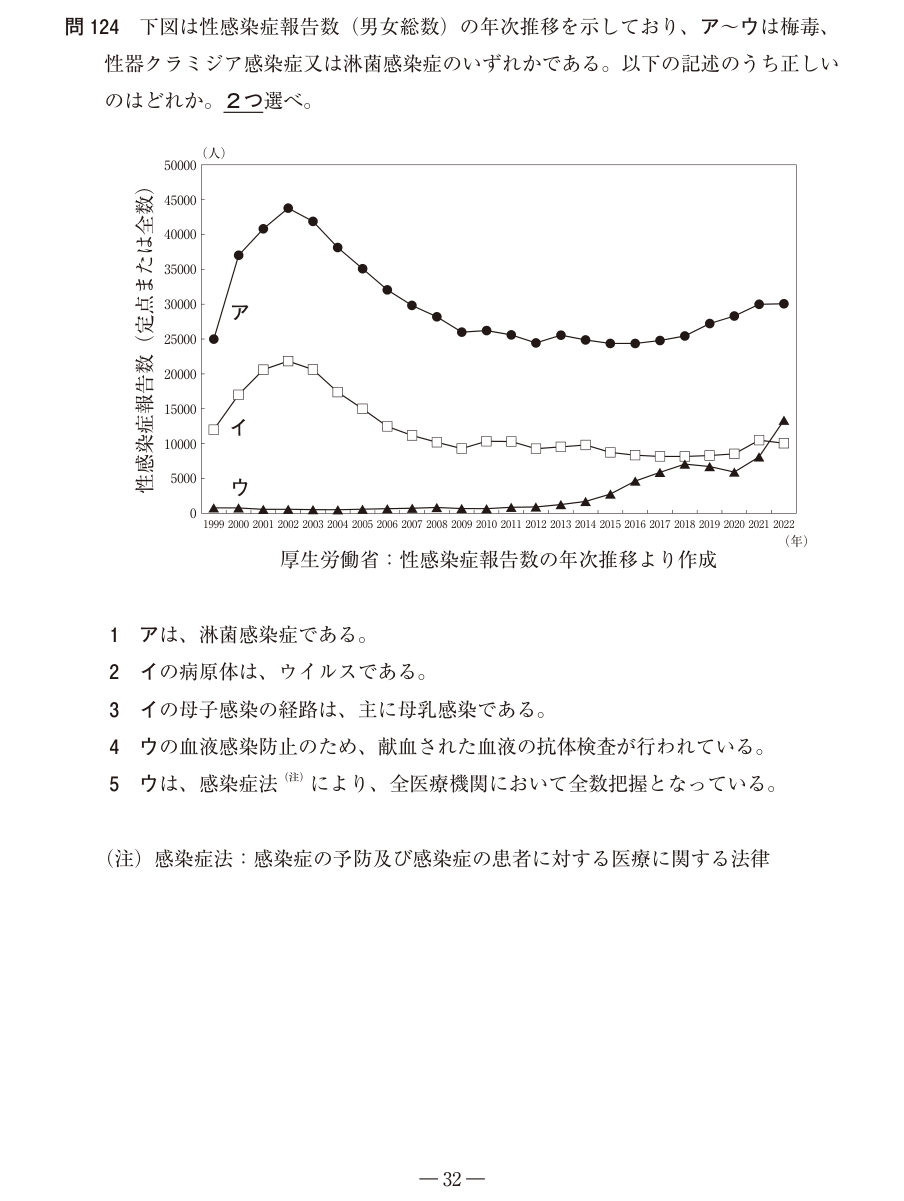 問 124 下図は性感染症報告数（男女総数）の年次推移を示しており、ア～ウは梅毒、
性器クラミジア感染症又は淋菌感染症のいずれかである。以下の記述のうち正しい
のはどれか。２つ選べ。
（人）
性感染症報告数（定点または全数）
50000
45000
40000
35000
30000
25000
20000
15000
10000
5000
0
ア
イ
ウ
1999 2000 2001 2002 2003 2004 2005 2006 2007 2008 2009 2010 2011 2012 2013 2014 2015 2016 2017 2018 2019 2020 2021 2022
（年）
厚生労働省：性感染症報告数の年次推移より作成
1 アは、淋菌感染症である。
2 イの病原体は、ウイルスである。
3 イの母子感染の経路は、主に母乳感染である。
4 ウの血液感染防止のため、献血された血液の抗体検査が行われている。
5 ウは、感染症法（注）により、全医療機関において全数把握となっている。
（注）感染症法：感染症の予防及び感染症の患者に対する医療に関する法律
― 32 ―